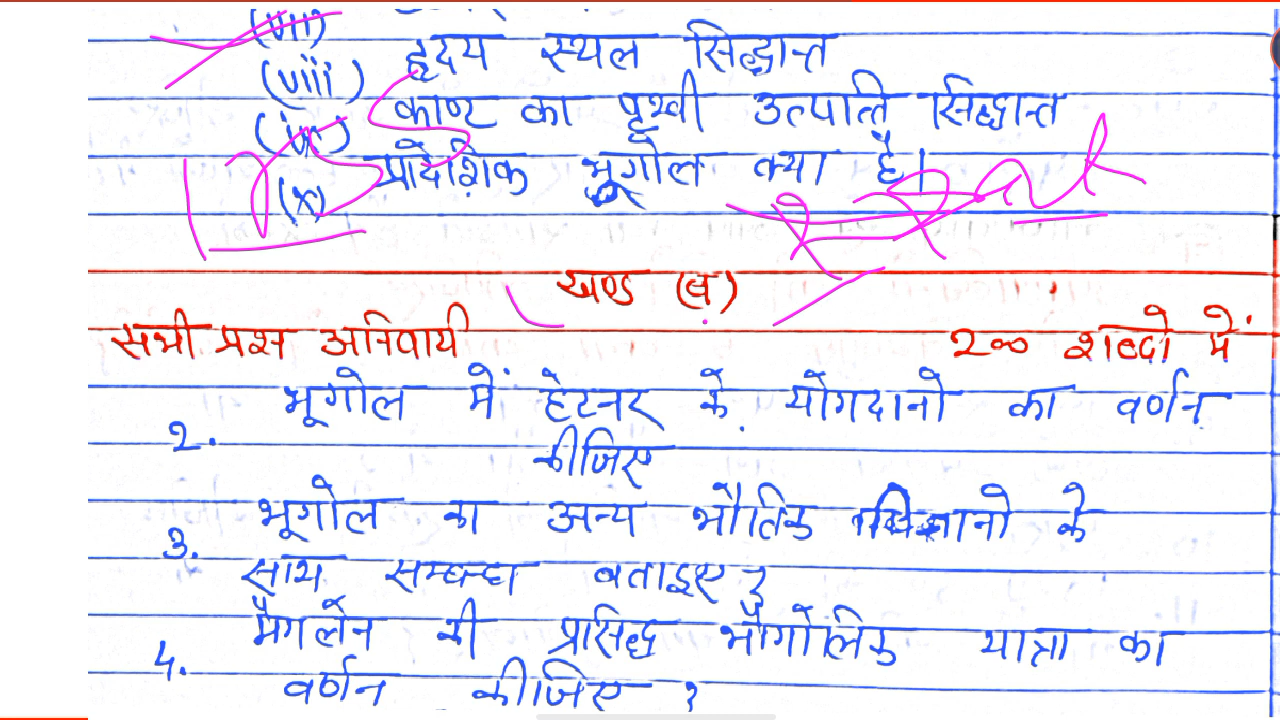 (vii)
(viii) हृदय स्थल सिद्धान्त
(ix) काण्ट का पृथ्वी उत्पत्ति सिद्धान्त
(x) प्रादेशिक भूगोल क्या है।
खण्ड (ब)
सभी प्रश्न अनिवार्य 200 शब्दो में
2. भूगोल में हेटनर के योगदानो का वर्णन
कीजिए
3. भूगोल का अन्य भौतिक विज्ञानो के
साथ सम्बन्ध बताइए ?
4. मैगलेन की प्रसिद्ध भौगोलिक यात्रा का
वर्णन कीजिए ?